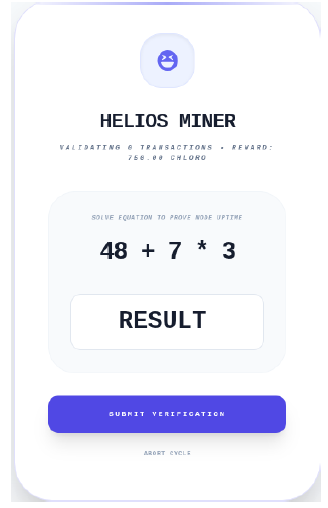 HELIOS MINER
VALIDATING 6 TRANSACTIONS • REWARD:
750.00 CHLORO
SOLVE EQUATION TO PROVE NODE UPTIME
48 + 7 * 3
RESULT
SUBMIT VERIFICATION
ABORT CYCLE